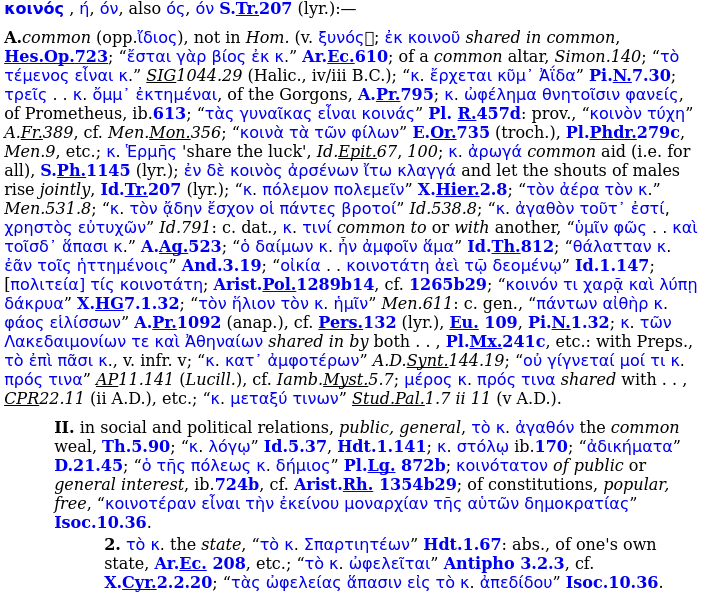 κοινός , ή, όν, also ός, όν S.Tr.207 (lyr.):—
A.common (opp.ἴδιος), not in Hom. (v. ξυνός); ἐκ κοινοῦ shared in common,
Hes.Op.723; “ἔσται γὰρ βίος ἐκ κ.” Ar.Ec.610; of a common altar, Simon.140; “τὸ
τέμενος εἶναι κ.” SIG1044.29 (Halic., iv/iii B.C.); “κ. ἔρχεται κῦμ᾽ Ἀΐδα” Pi.N.7.30;
τρεῖς . . κ. ὄμμ᾽ ἐκτημέναι, of the Gorgons, A.Pr.795; κ. ὠφέλημα θνητοῖσιν φανείς,
of Prometheus, ib.613; “τὰς γυναῖκας εἶναι κοινάς” Pl. R.457d: prov., “κοινὸν τύχη”
A.Fr.389, cf. Men.Mon.356; “κοινὰ τὰ τῶν φίλων” E.Or.735 (troch.), Pl.Phdr.279c,
Men.9, etc.; κ. Ἑρμῆς 'share the luck', Id.Epit.67, 100; κ. ἀρωγά common aid (i.e. for
all), S.Ph.1145 (lyr.); ἐν δὲ κοινὸς ἀρσένων ἴτω κλαγγά and let the shouts of males
rise jointly, Id.Tr.207 (lyr.); “κ. πόλεμον πολεμεῖν” X.Hier.2.8; “τὸν ἀέρα τὸν κ.”
Men.531.8; “κ. τὸν ᾅδην ἔσχον οἱ πάντες βροτοί” Id.538.8; “κ. ἀγαθὸν τοῦτ᾽ ἐστί,
χρηστὸς εὐτυχῶν” Id.791: c. dat., κ. τινί common to or with another, “ὑμῖν φῶς . . καὶ
τοῖσδ᾽ ἅπασι κ.” A.Ag.523; “ὁ δαίμων κ. ἦν ἀμφοῖν ἅμα” Id.Th.812; “θάλατταν κ.
ἐᾶν τοῖς ἡττημένοις” And.3.19; “οἰκία . . κοινοτάτη ἀεὶ τῷ δεομένῳ” Id.1.147;
[πολιτεία] τίς κοινοτάτη; Arist.Pol.1289b14, cf. 1265b29; “κοινόν τι χαρᾷ καὶ λύπῃ
δάκρυα” X.HG7.1.32; “τὸν ἥλιον τὸν κ. ἡμῖν” Men.611: c. gen., “πάντων αἰθὴρ κ.
φάος εἱλίσσων” A.Pr.1092 (anap.), cf. Pers.132 (lyr.), Eu. 109, Pi.N.1.32; κ. τῶν
Λακεδαιμονίων τε καὶ Ἀθηναίων shared in by both . . , Pl.Mx.241c, etc.: with Preps.,
τὸ ἐπὶ πᾶσι κ., v. infr. v; “κ. κατ᾽ ἀμφοτέρων” A.D.Synt.144.19; “οὐ γίγνεταί μοί τι κ.
πρός τινα” AP11.141 (Lucill.), cf. Iamb.Myst.5.7; μέρος κ. πρός τινα shared with . . ,
CPR22.11 (ii A.D.), etc.; “κ. μεταξύ τινων” Stud.Pal.1.7 ii 11 (v A.D.).
II. in social and political relations, public, general, τὸ κ. ἀγαθόν the common
weal, Th.5.90; “κ. λόγῳ” Id.5.37, Hdt.1.141; κ. στόλῳ ib.170; “ἀδικήματα”
D.21.45; “ὁ τῆς πόλεως κ. δήμιος” Pl.Lg. 872b; κοινότατον of public or
general interest, ib.724b, cf. Arist.Rh. 1354b29; of constitutions, popular,
free, “κοινοτέραν εἶναι τὴν ἐκείνου μοναρχίαν τῆς αὑτῶν δημοκρατίας”
Isoc.10.36.
2. τὸ κ. the state, “τὸ κ. Σπαρτιητέων” Hdt.1.67: abs., of one's own
state, Ar.Ec. 208, etc.; “τὸ κ. ὠφελεῖται” Antipho 3.2.3, cf.
X.Cyr.2.2.20; “τὰς ὠφελείας ἅπασιν εἰς τὸ κ. ἀπεδίδου” Isoc.10.36.